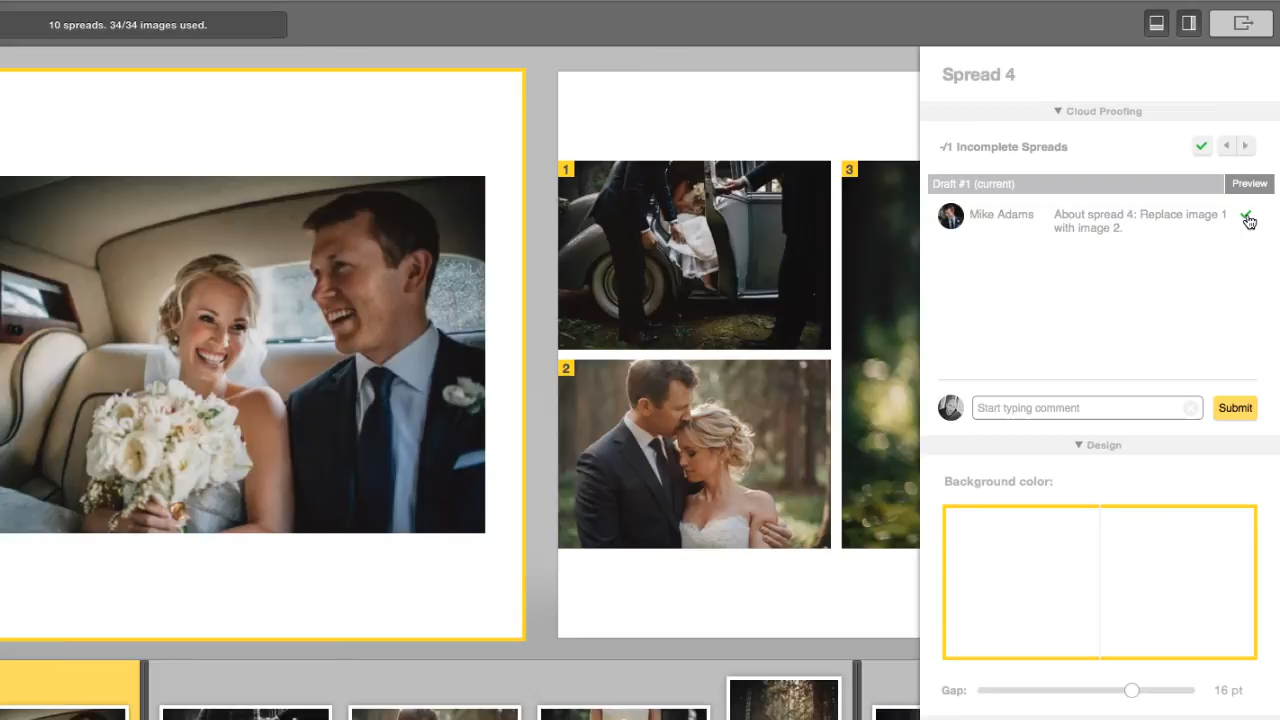 10 spreads. 34/34 images used.
Spread 4
▼ Cloud Proofing
-/1 Incomplete Spreads
Draft #1 (current)
Preview
Mike Adams
About spread 4: Replace image 1
with image 2.
1
3
2
Start typing comment
Submit
▼ Design
Background color:
Gap:
16 pt